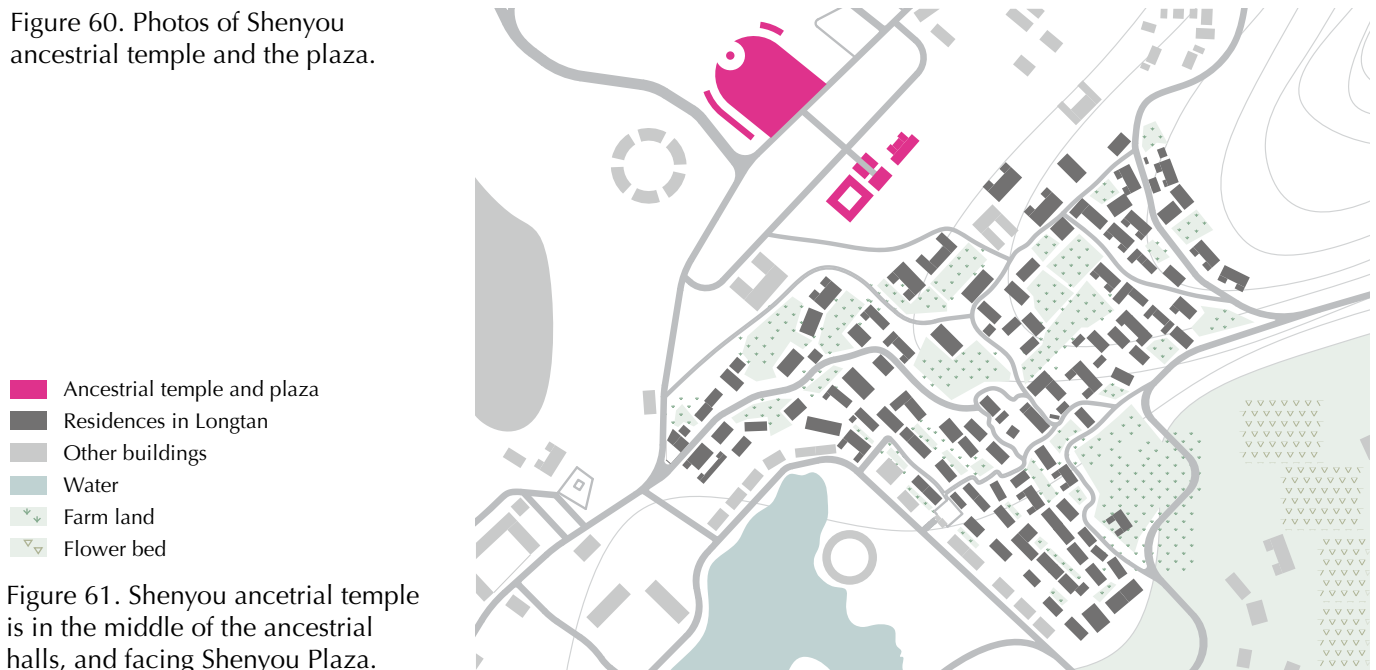 Figure 60. Photos of Shenyou
ancestral temple and the plaza.
Ancestrial temple and plaza
Residences in Longtan
Other buildings
Water
Farm land
Flower bed
Figure 61. Shenyou ancetrial temple
is in the middle of the ancestrial
halls, and facing Shenyou Plaza.